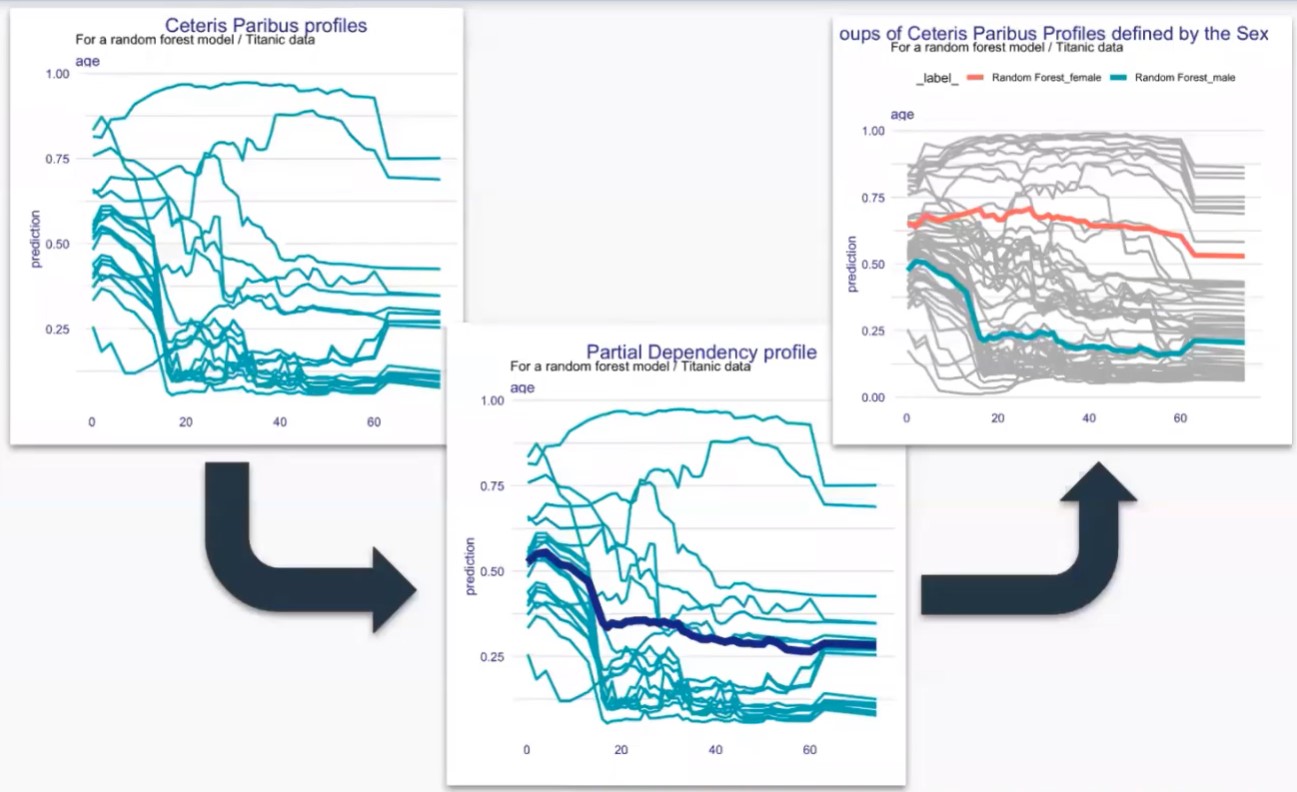 Ceteris Paribus profiles
For a random forest model / Titanic data
age
1.00
0.75
0.50
0.25
prediction
0 20 40 60
Partial Dependency profile
For a random forest model / Titanic data
age
1.00
0.75
0.50
0.25
prediction
0 20 40 60
oups of Ceteris Paribus Profiles defined by the Sex
For a random forest model / Titanic data
_label_ Random Forest_female Random Forest_male
age
1.00
0.75
0.50
0.25
0.00
prediction
0 20 40 60